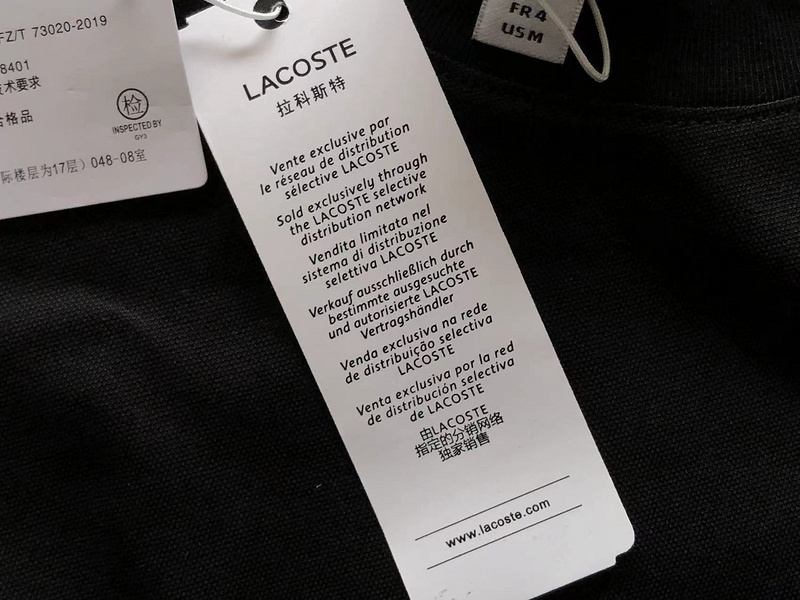 FZ/T 73020-2019
8401
技术要求
合格品
检
INSPECTED BY
GY3
际楼层为17层）048-08室
FR 4
US M
LACOSTE
拉科斯特
Vente exclusive par
le réseau de distribution
sélective LACOSTE
Sold exclusively through
the LACOSTE selective
distribution network
Vendita limitata nel
sistema di distribuzione
selettiva LACOSTE
Verkauf ausschließlich durch
bestimmte ausgesuchte
und autorisierte LACOSTE
Vertragshändler
Venda exclusiva na rede
de distribuição selectiva
LACOSTE
Venta exclusiva por la red
de distribución selectiva
de LACOSTE
由LACOSTE
指定的分销网络
独家销售
www.lacoste.com